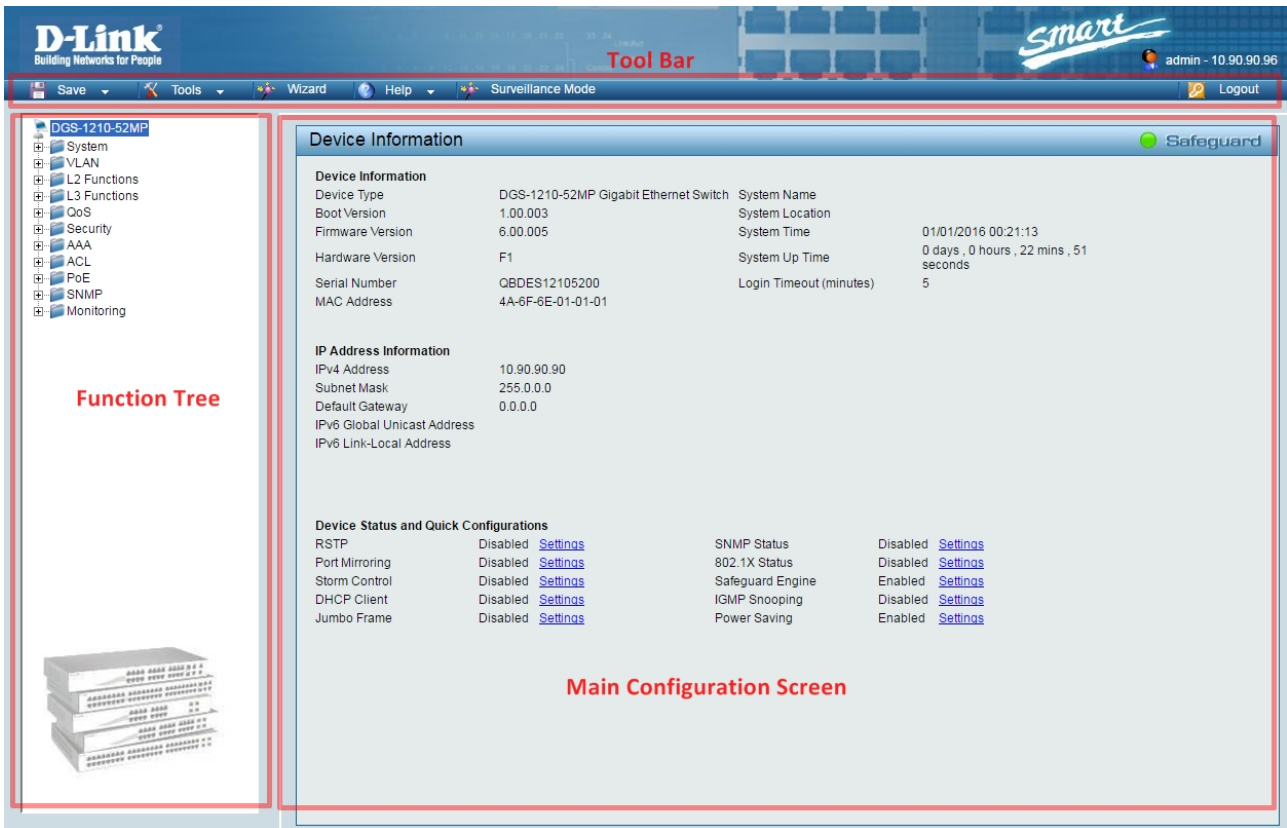 D-Link
Building Networks for People
smart
Tool Bar
admin - 10.90.90.96
Save Tools Wizard Help Surveillance Mode Logout
DGS-1210-52MP
System
VLAN
L2 Functions
L3 Functions
QoS
Security
AAA
ACL
PoE
SNMP
Monitoring
Function Tree
Device Information Safeguard
Device Information
Device Type DGS-1210-52MP Gigabit Ethernet Switch System Name
Boot Version 1.00.003 System Location
Firmware Version 6.00.005 System Time 01/01/2016 00:21:13
Hardware Version F1 System Up Time 0 days , 0 hours , 22 mins , 51 seconds
Serial Number QBDES12105200 Login Timeout (minutes) 5
MAC Address 4A-6F-6E-01-01-01
IP Address Information
IPv4 Address 10.90.90.90
Subnet Mask 255.0.0.0
Default Gateway 0.0.0.0
IPv6 Global Unicast Address
IPv6 Link-Local Address
Device Status and Quick Configurations
RSTP Disabled Settings SNMP Status Disabled Settings
Port Mirroring Disabled Settings 802.1X Status Disabled Settings
Storm Control Disabled Settings Safeguard Engine Enabled Settings
DHCP Client Disabled Settings IGMP Snooping Disabled Settings
Jumbo Frame Disabled Settings Power Saving Enabled Settings
Main Configuration Screen